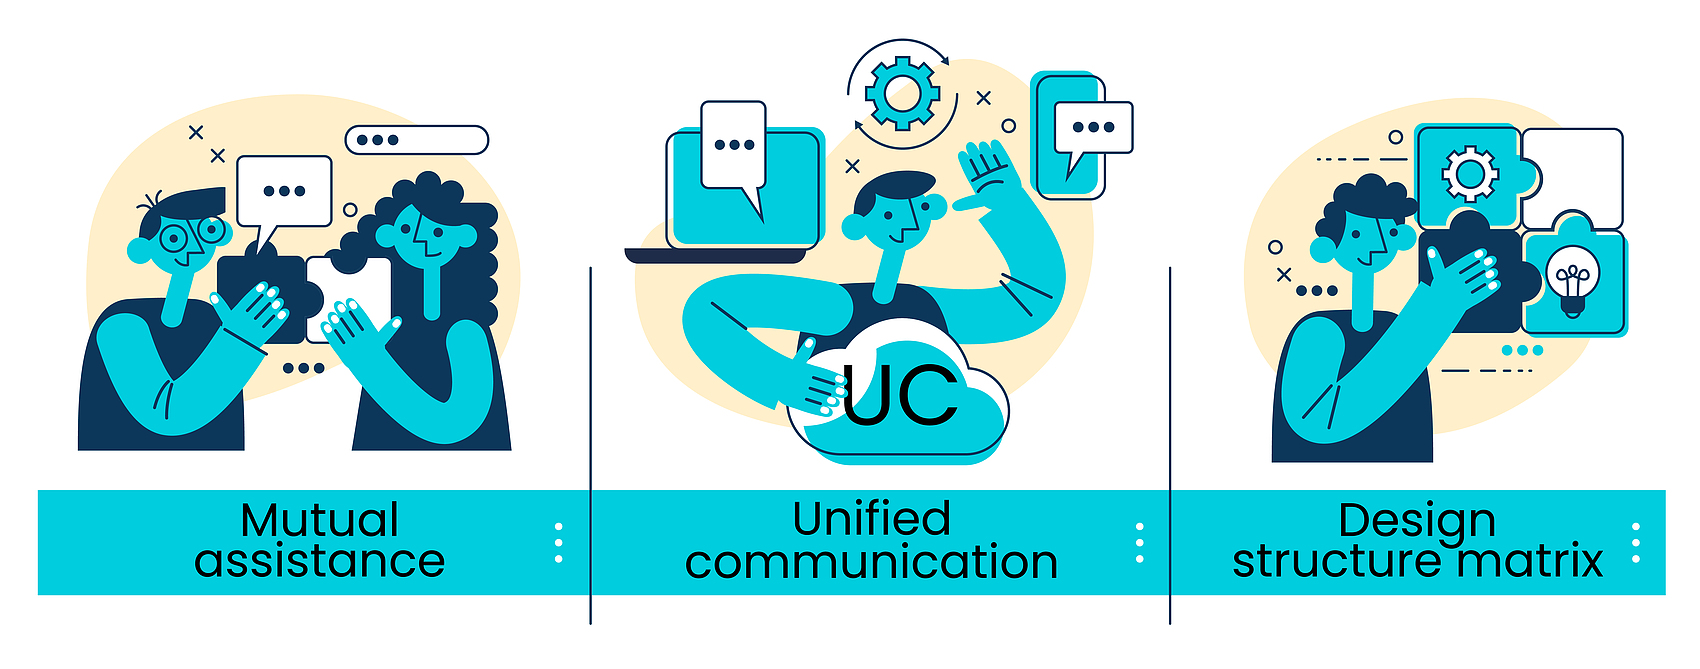 UC
Mutual
assistance
Unified
communication
Design
structure matrix